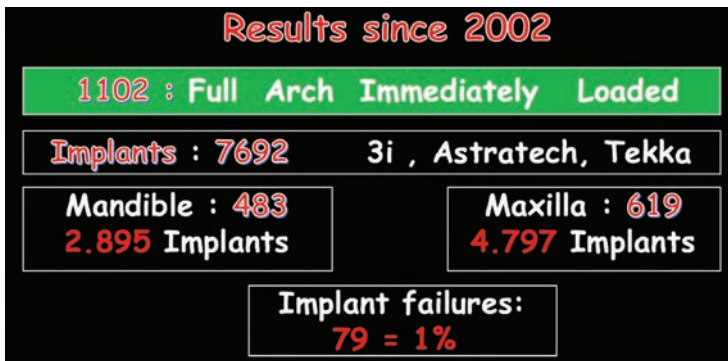 Results since 2002
1102 : Full Arch Immediately Loaded
Implants : 7692 3i , Astratech, Tekka
Mandible : 483
2.895 Implants
Maxilla : 619
4.797 Implants
Implant failures:
79 = 1%